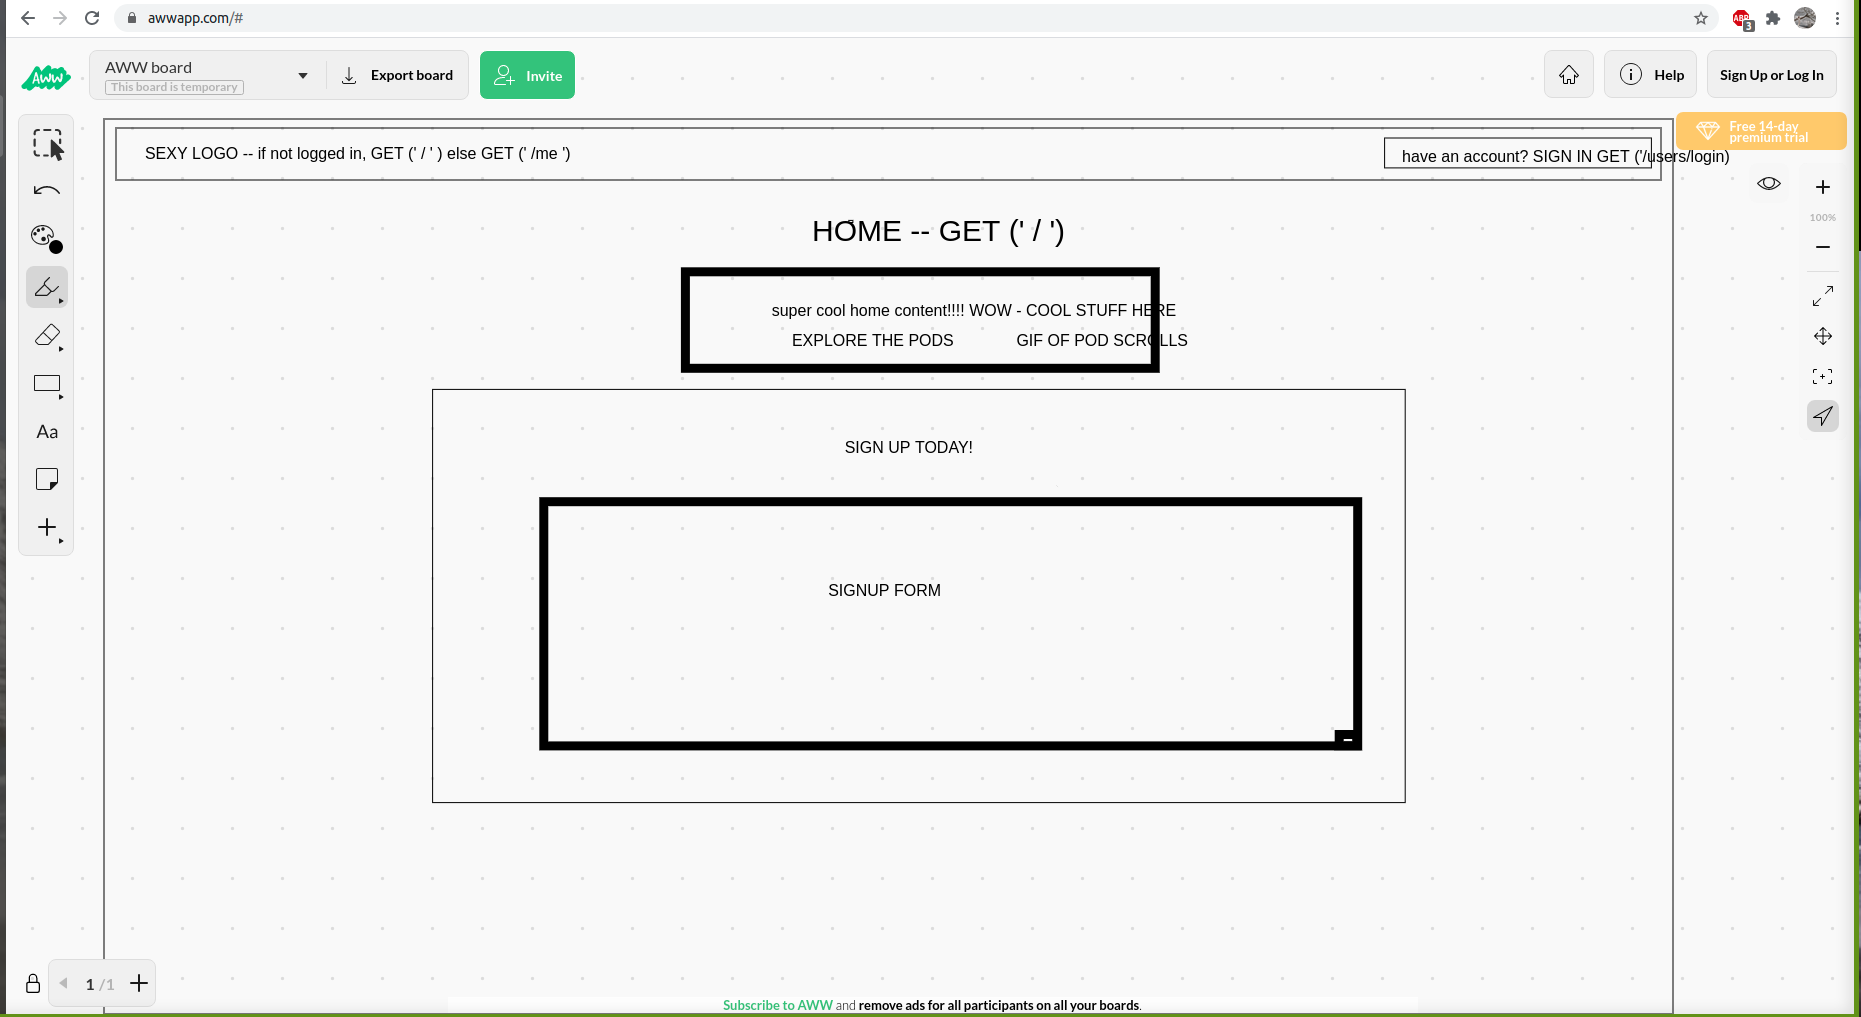 awwapp.com/#
ABP
3
AWW
AWW board
This board is temporary
Export board
Invite
Help
Sign Up or Log In
Free 14-day
premium trial
SEXY LOGO -- if not logged in, GET (' / ' ) else GET (' /me ')
have an account? SIGN IN GET ('/users/login)
100%
HOME -- GET (' / ')
super cool home content!!!! WOW - COOL STUFF HERE
EXPLORE THE PODS GIF OF POD SCROLLS
Aa
SIGN UP TODAY!
SIGNUP FORM
1 /1
Subscribe to AWW and remove ads for all participants on all your boards.